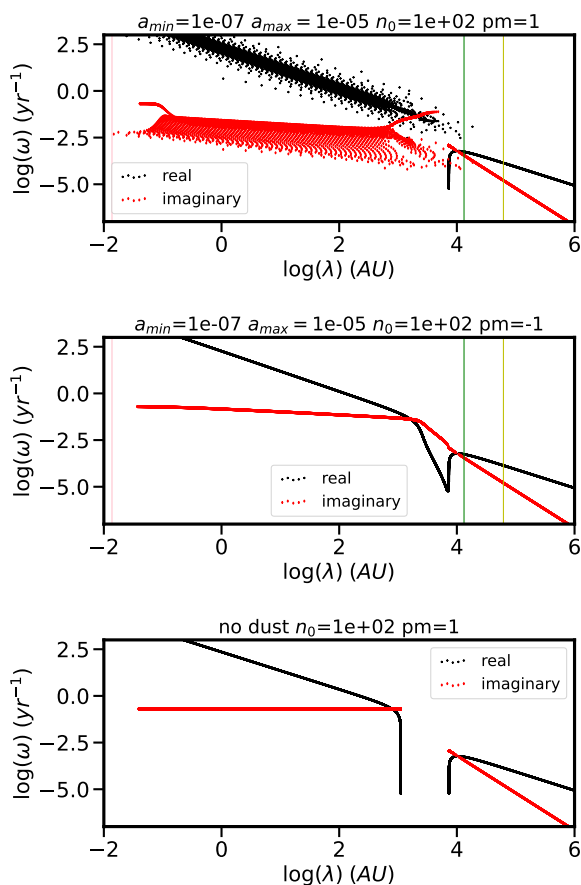 a_min=1e-07 a_max = 1e-05 n_0=1e+02 pm=1
log(ω) (yr⁻¹)
2.5
0.0
−2.5
−5.0
real
imaginary
−2 0 2 4 6
log(λ) (AU)
a_min=1e-07 a_max = 1e-05 n_0=1e+02 pm=-1
log(ω) (yr⁻¹)
2.5
0.0
−2.5
−5.0
real
imaginary
−2 0 2 4 6
log(λ) (AU)
no dust n_0=1e+02 pm=1
log(ω) (yr⁻¹)
2.5
0.0
−2.5
−5.0
real
imaginary
−2 0 2 4 6
log(λ) (AU)